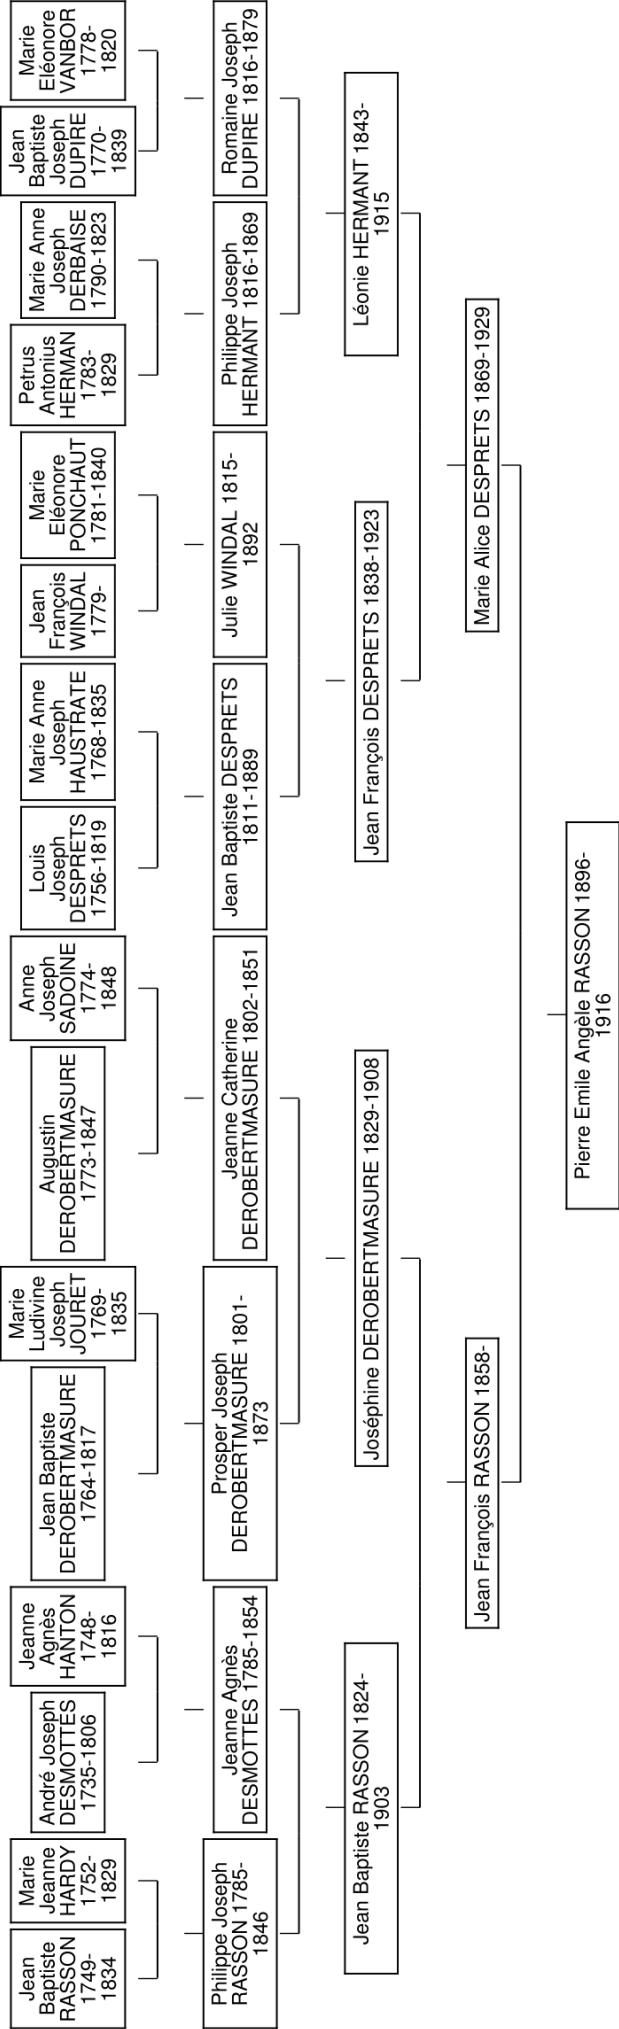 Jean
Baptiste
RASSON
1749-
1834
Marie
Jeanne
HARDY
1752-
1829
André Joseph
DESMOTTES
1735-1806
Jeanne
Agnès
HANTON
1748-
1816
Jean Baptiste
DEROBERTMASURE
1764-1817
Marie
Ludivine
Joseph
JOURET
1769-
1835
Augustin
DEROBERTMASURE
1773-1847
Anne
Joseph
SADOINE
1774-
1848
Louis
Joseph
DESPRETS
1756-1819
Marie Anne
Joseph
HAUSTRATE
1768-1835
Jean
François
WINDAL
1779-
Marie
Eléonore
PONCHAUT
1781-1840
Petrus
Antonius
HERMAN
1783-
1829
Marie Anne
Joseph
DERBAISE
1790-1823
Jean
Baptiste
Joseph
DUPIRE
1770-
1839
Marie
Eléonore
VANBOR
1778-
1820
Philippe Joseph
RASSON 1785-
1846
Jeanne Agnès
DESMOTTES 1785-1854
Prosper Joseph
DEROBERTMASURE 1801-
1873
Jeanne Catherine
DEROBERTMASURE 1802-1851
Jean Baptiste DESPRETS
1811-1889
Julie WINDAL 1815-
1892
Philippe Joseph
HERMANT 1816-1869
Romaine Joseph
DUPIRE 1816-1879
Jean Baptiste RASSON 1824-
1903
Joséphine DEROBERTMASURE 1829-1908
Jean François DESPRETS 1838-1923
Léonie HERMANT 1843-
1915
Jean François RASSON 1858-
Marie Alice DESPRETS 1869-1929
Pierre Emile Angèle RASSON 1896-
1916